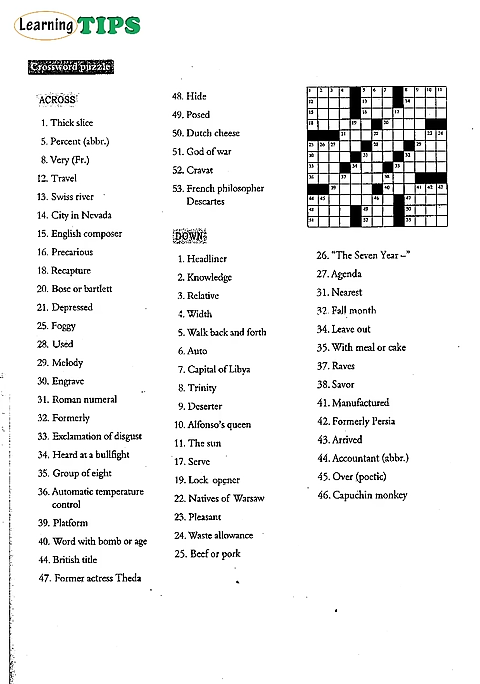 Learning TIPS
Crossword puzzle
ACROSS
1. Thick slice
5. Percent (abbr.)
8. Very (Fr.)
12. Travel
13. Swiss river
14. City in Nevada
15. English composer
16. Precarious
18. Recapture
20. Bosc or bartlett
21. Depressed
25. Foggy
28. Used
29. Melody
30. Engrave
31. Roman numeral
32. Formerly
33. Exclamation of disgust
34. Heard at a bullfight
35. Group of eight
36. Automatic temperature
control
39. Platform
40. Word with bomb or age
44. British title
47. Former actress Theda
48. Hide
49. Posed
50. Dutch cheese
51. God of war
52. Cravat
53. French philosopher
Descartes
DOWN
1. Headliner
2. Knowledge
3. Relative
4. Width
5. Walk back and forth
6. Auto
7. Capital of Libya
8. Trinity
9. Deserter
10. Alfonso's queen
11. The sun
17. Serve
19. Lock opener
22. Natives of Warsaw
23. Pleasant
24. Waste allowance
25. Beef or pork
26. "The Seven Year –"
27. Agenda
31. Nearest
32. Fall month
34. Leave out
35. With meal or cake
37. Raves
38. Savor
41. Manufactured
42. Formerly Persia
43. Arrived
44. Accountant (abbr.)
45. Over (poetic)
46. Capuchin monkey